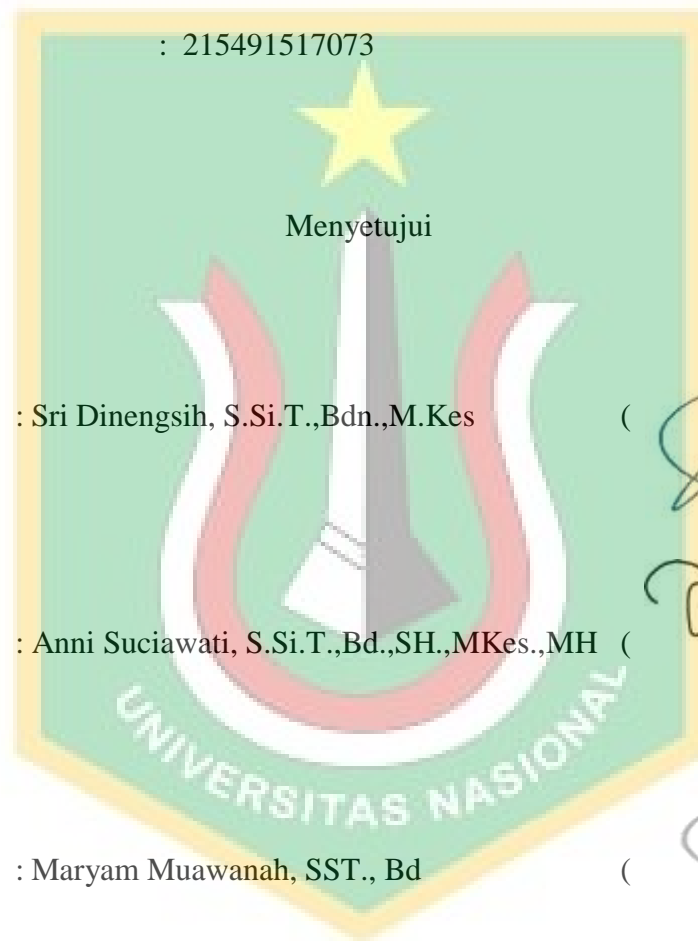 : 215491517073
Menyetujui
: Sri Dinengsih, S.Si.T.,Bdn.,M.Kes (
: Anni Suciawati, S.Si.T.,Bd.,SH.,MKes.,MH (
UNIVERSITAS NASIONAL
: Maryam Muawanah, SST., Bd (